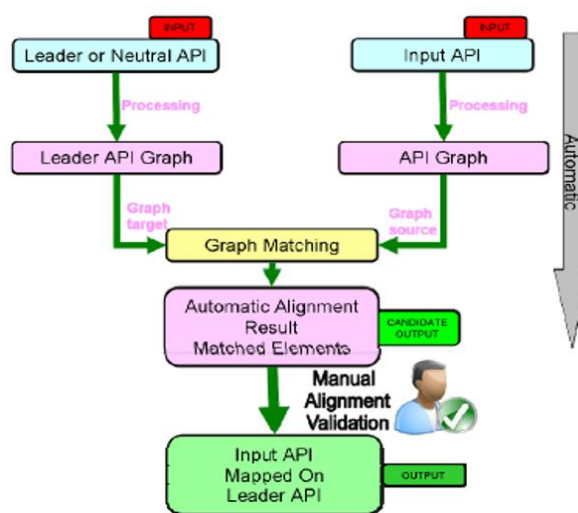 INPUT
INPUT
Leader or Neutral API
Input API
Processing
Processing
Leader API Graph
API Graph
Graph
target
Graph
source
Graph Matching
Automatic Alignment
Result
Matched Elements
CANDIDATE
OUTPUT
Manual
Alignment
Validation
Input API
Mapped On
Leader API
OUTPUT
Automatic